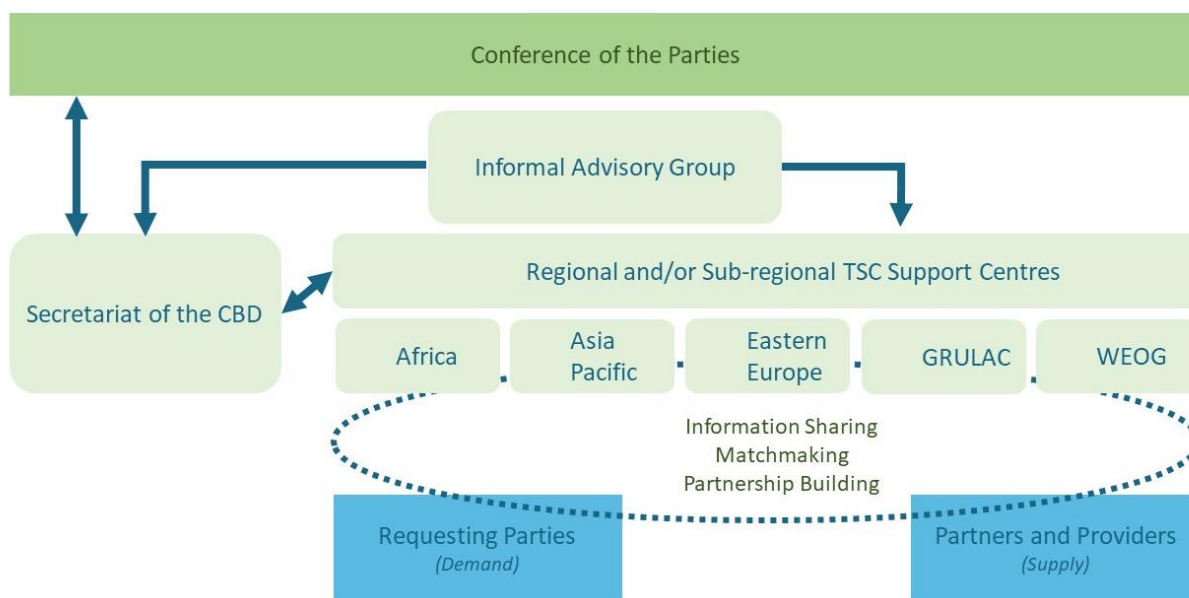 Conference of the Parties
Informal Advisory Group
Secretariat of the CBD
Regional and/or Sub-regional TSC Support Centres
Africa
Asia
Pacific
Eastern
Europe
GRULAC
WEOG
Information Sharing
Matchmaking
Partnership Building
Requesting Parties
(Demand)
Partners and Providers
(Supply)